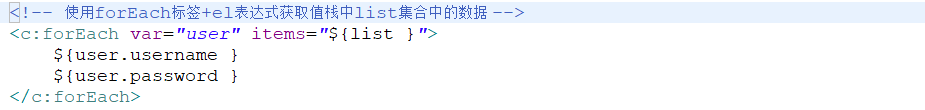 <!-- 使用forEach标签+el表达式获取值栈中list集合中的数据 -->
<c:forEach var="user" items="${list }">
    ${user.username }
    ${user.password }
</c:forEach>